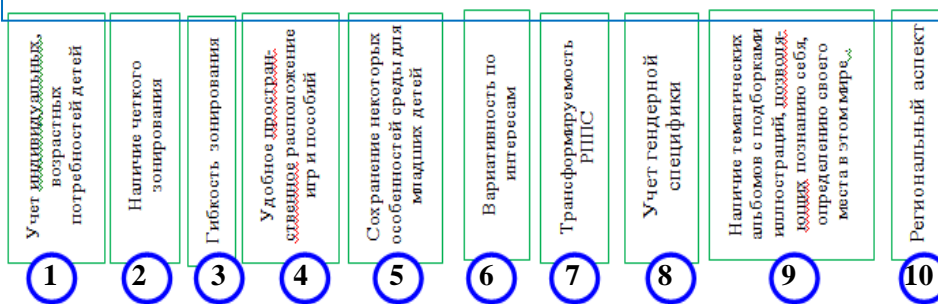 Учет индивидуальных,
возрастных
потребностей детей
Наличие четкого
зонирования
Гибкость зонирования
Удобное простран-
ственное расположение
игр и пособий
Сохранение некоторых
особенностей среды для
младших детей
Вариативность по
интересам
Трансформируемость
РППС
Учет гендерной
специфики
Наличие тематических
альбомов с подборками
иллюстраций, позволя-
ющих познанию себя,
определению своего
места в этом мире.
Региональный аспект
1 2 3 4 5 6 7 8 9 10